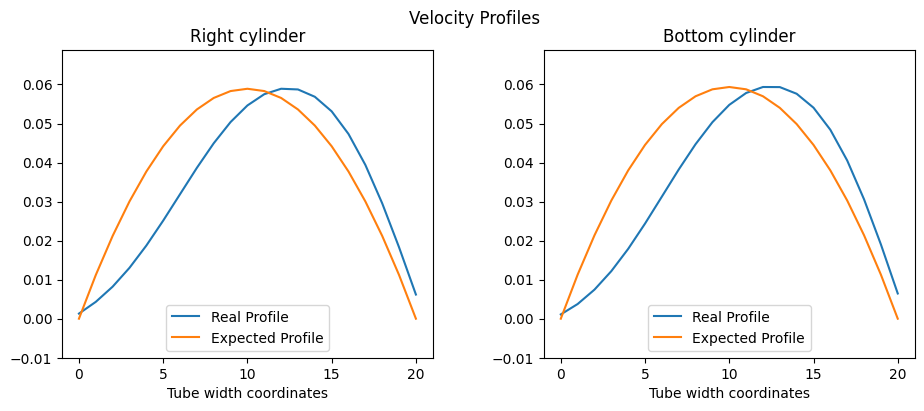 Velocity Profiles
Right cylinder
0.06
0.05
0.04
0.03
0.02
0.01
0.00
−0.01
Real Profile
Expected Profile
0 5 10 15 20
Tube width coordinates
Bottom cylinder
0.06
0.05
0.04
0.03
0.02
0.01
0.00
−0.01
Real Profile
Expected Profile
0 5 10 15 20
Tube width coordinates